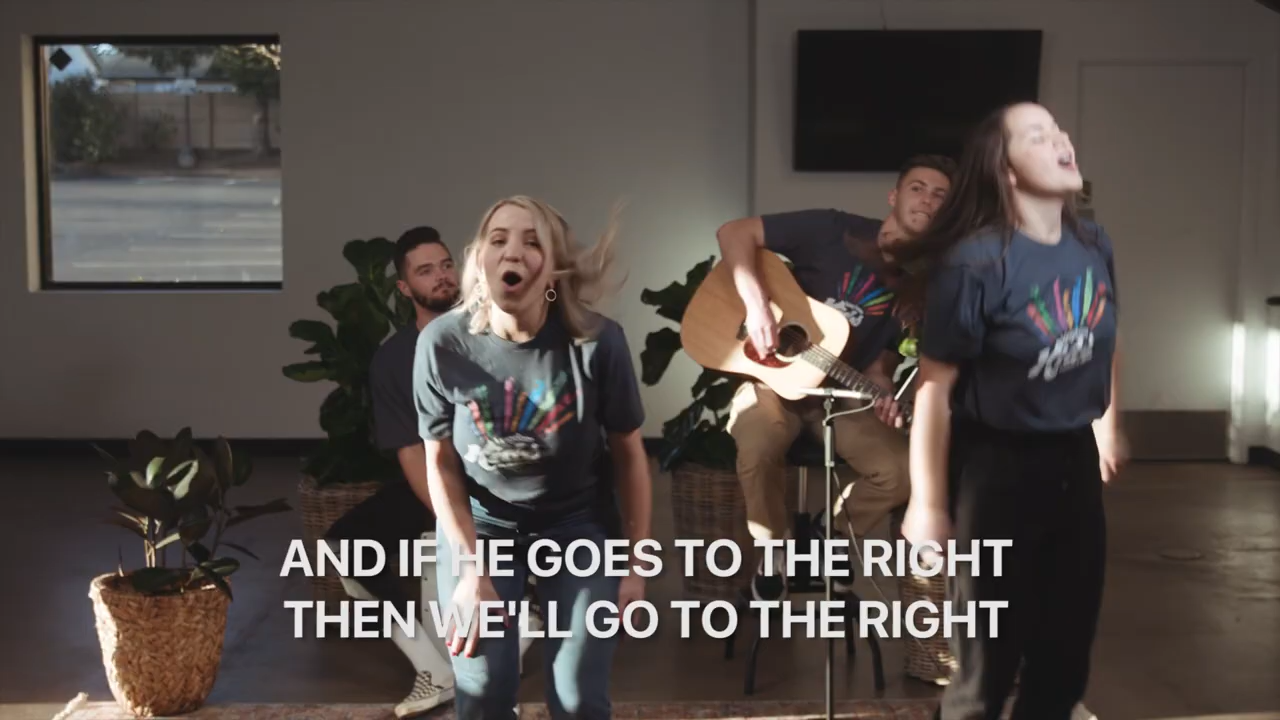 AND IF HE GOES TO THE RIGHT
THEN WE'LL GO TO THE RIGHT